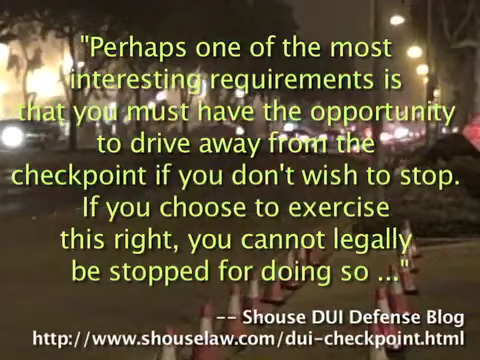 "Perhaps one of the most
interesting requirements is
that you must have the opportunity
to drive away from the
checkpoint if you don't wish to stop.
If you choose to exercise
this right, you cannot legally
be stopped for doing so ..."
-- Shouse DUI Defense Blog
http://www.shouselaw.com/dui-checkpoint.html